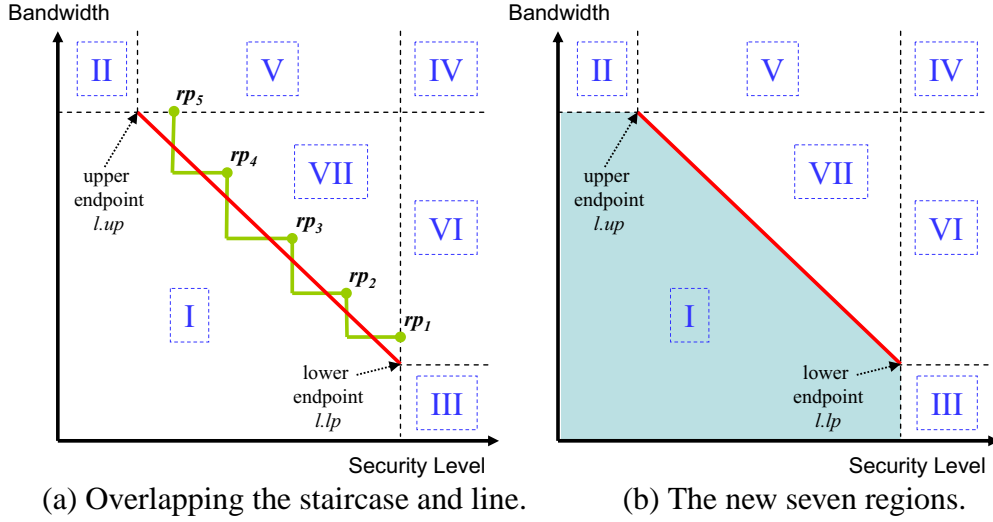 Bandwidth
II
V
IV
rp5
rp4
VII
upper
endpoint
l.up
rp3
VI
rp2
I
rp1
lower
endpoint
l.lp
III
Security Level
(a) Overlapping the staircase and line.
Bandwidth
II
V
IV
upper
endpoint
l.up
VII
VI
I
lower
endpoint
l.lp
III
Security Level
(b) The new seven regions.